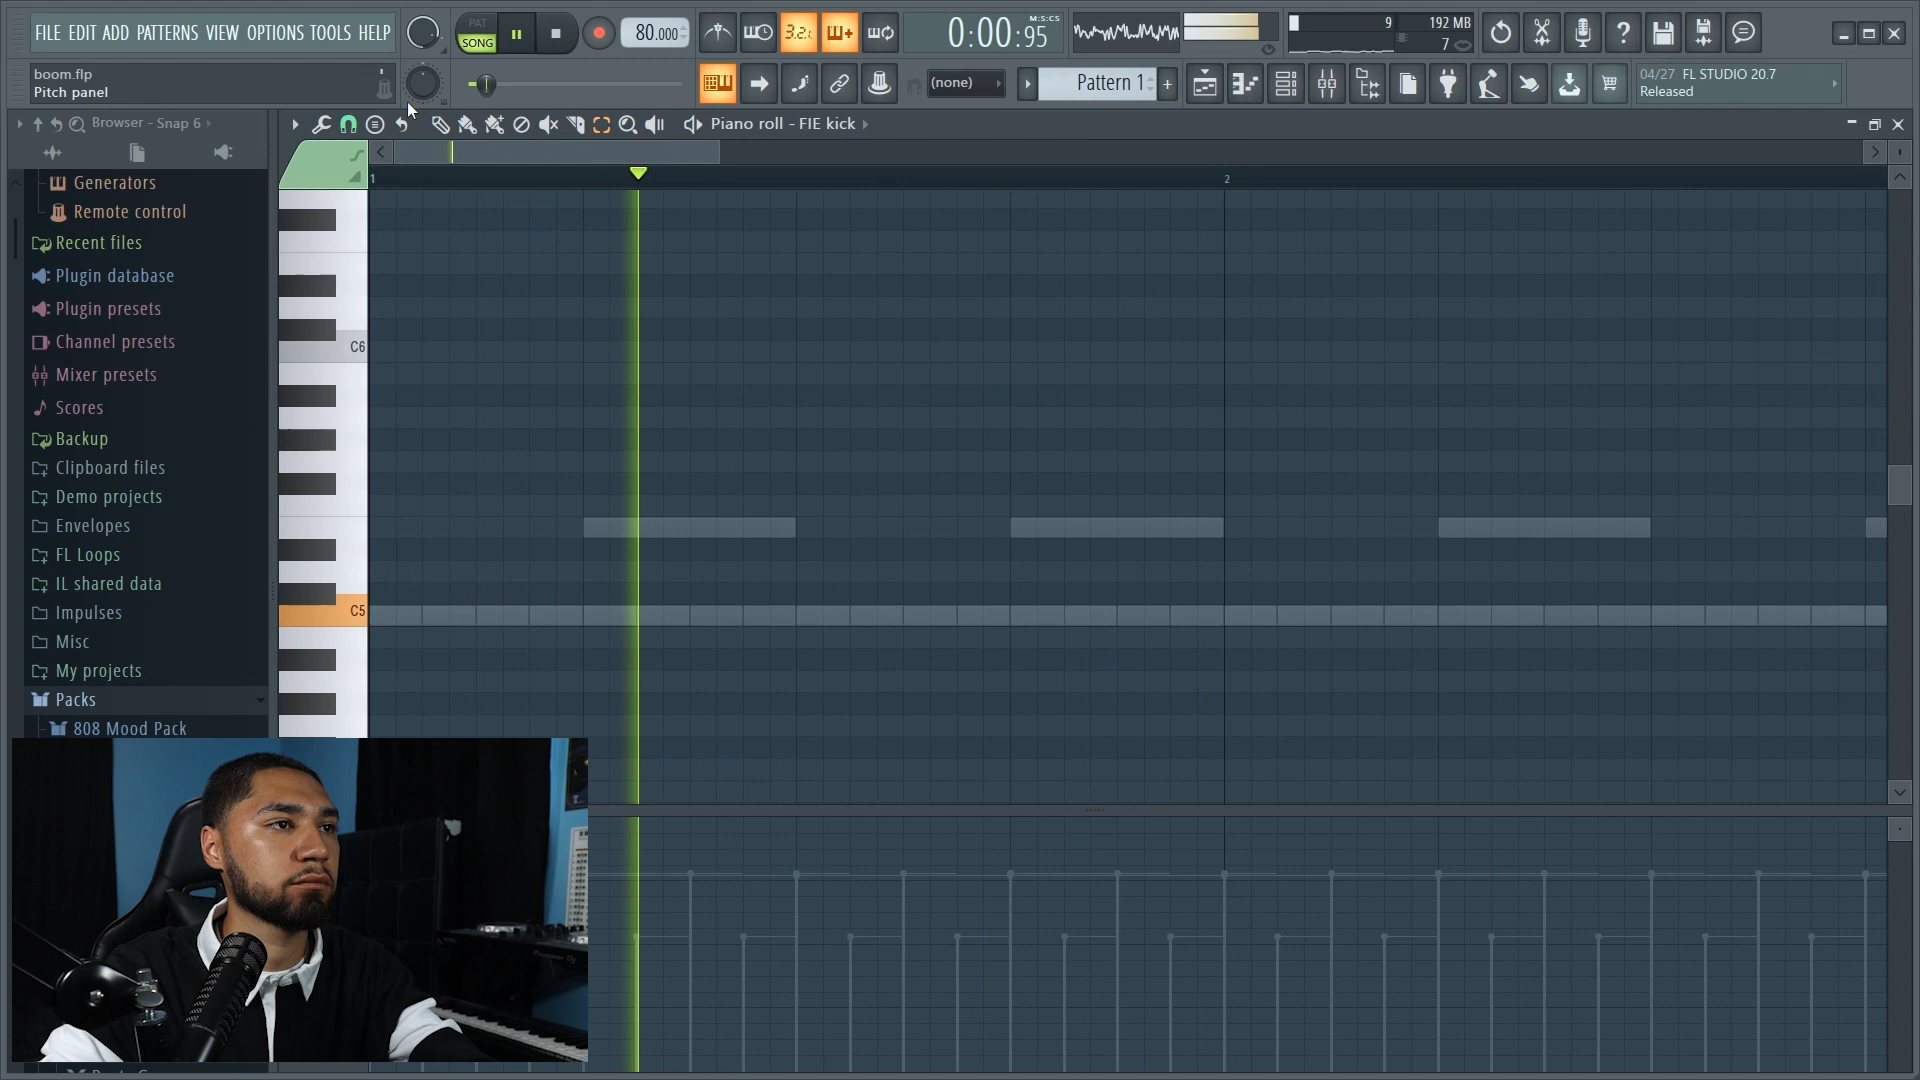 FILE EDIT ADD PATTERNS VIEW OPTIONS TOOLS HELP
PAT
SONG
80.000
3.2.1
0:00:95
M:S:CS
9
192 MB
7
boom.flp
Pitch panel
(none)
Pattern 1
+
04/27 FL STUDIO 20.7
Released
Browser - Snap 6
Piano roll - FIE kick
1
2
Generators
Remote control
Recent files
Plugin database
Plugin presets
Channel presets
Mixer presets
Scores
Backup
Clipboard files
Demo projects
Envelopes
FL Loops
IL shared data
Impulses
Misc
My projects
Packs
808 Mood Pack
C6
C5